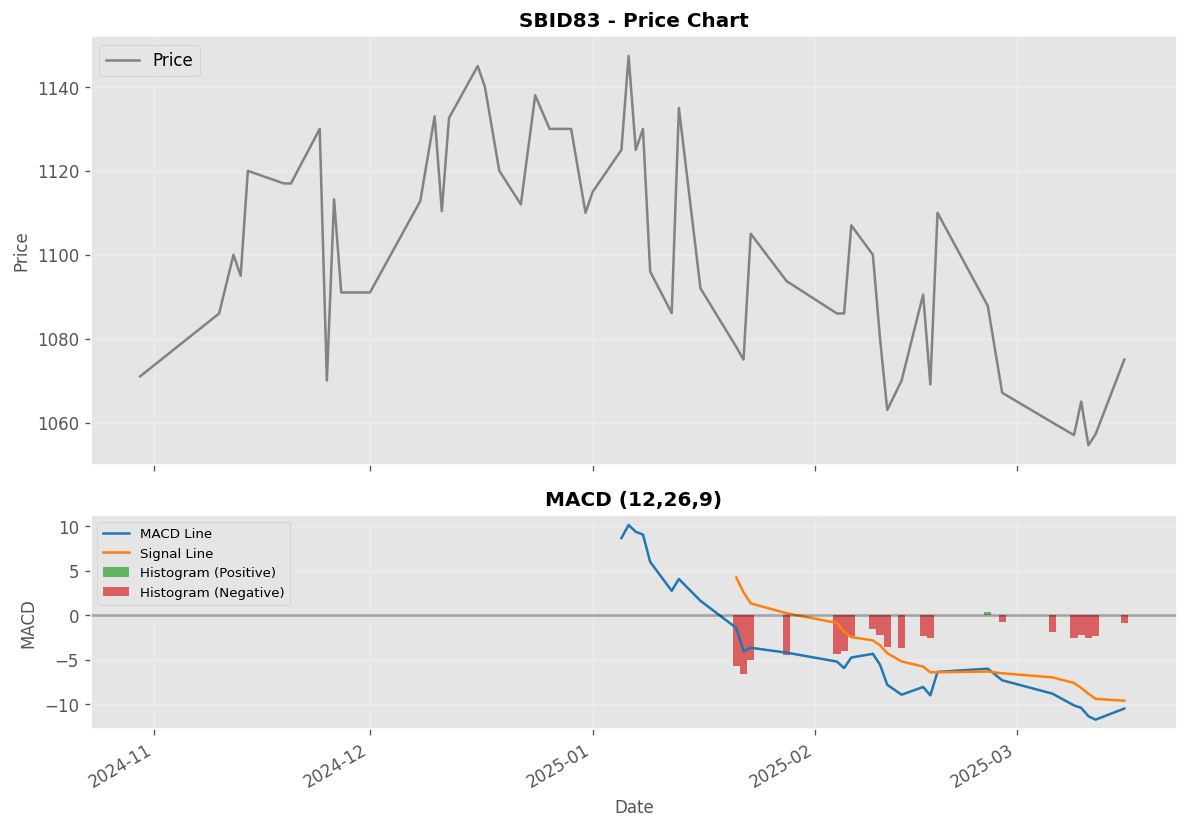 SBID83 - Price Chart
Price
1140
1120
1100
1080
1060
Price
MACD (12,26,9)
MACD Line
Signal Line
Histogram (Positive)
Histogram (Negative)
10
5
0
−5
−10
MACD
2024-11
2024-12
2025-01
2025-02
2025-03
Date